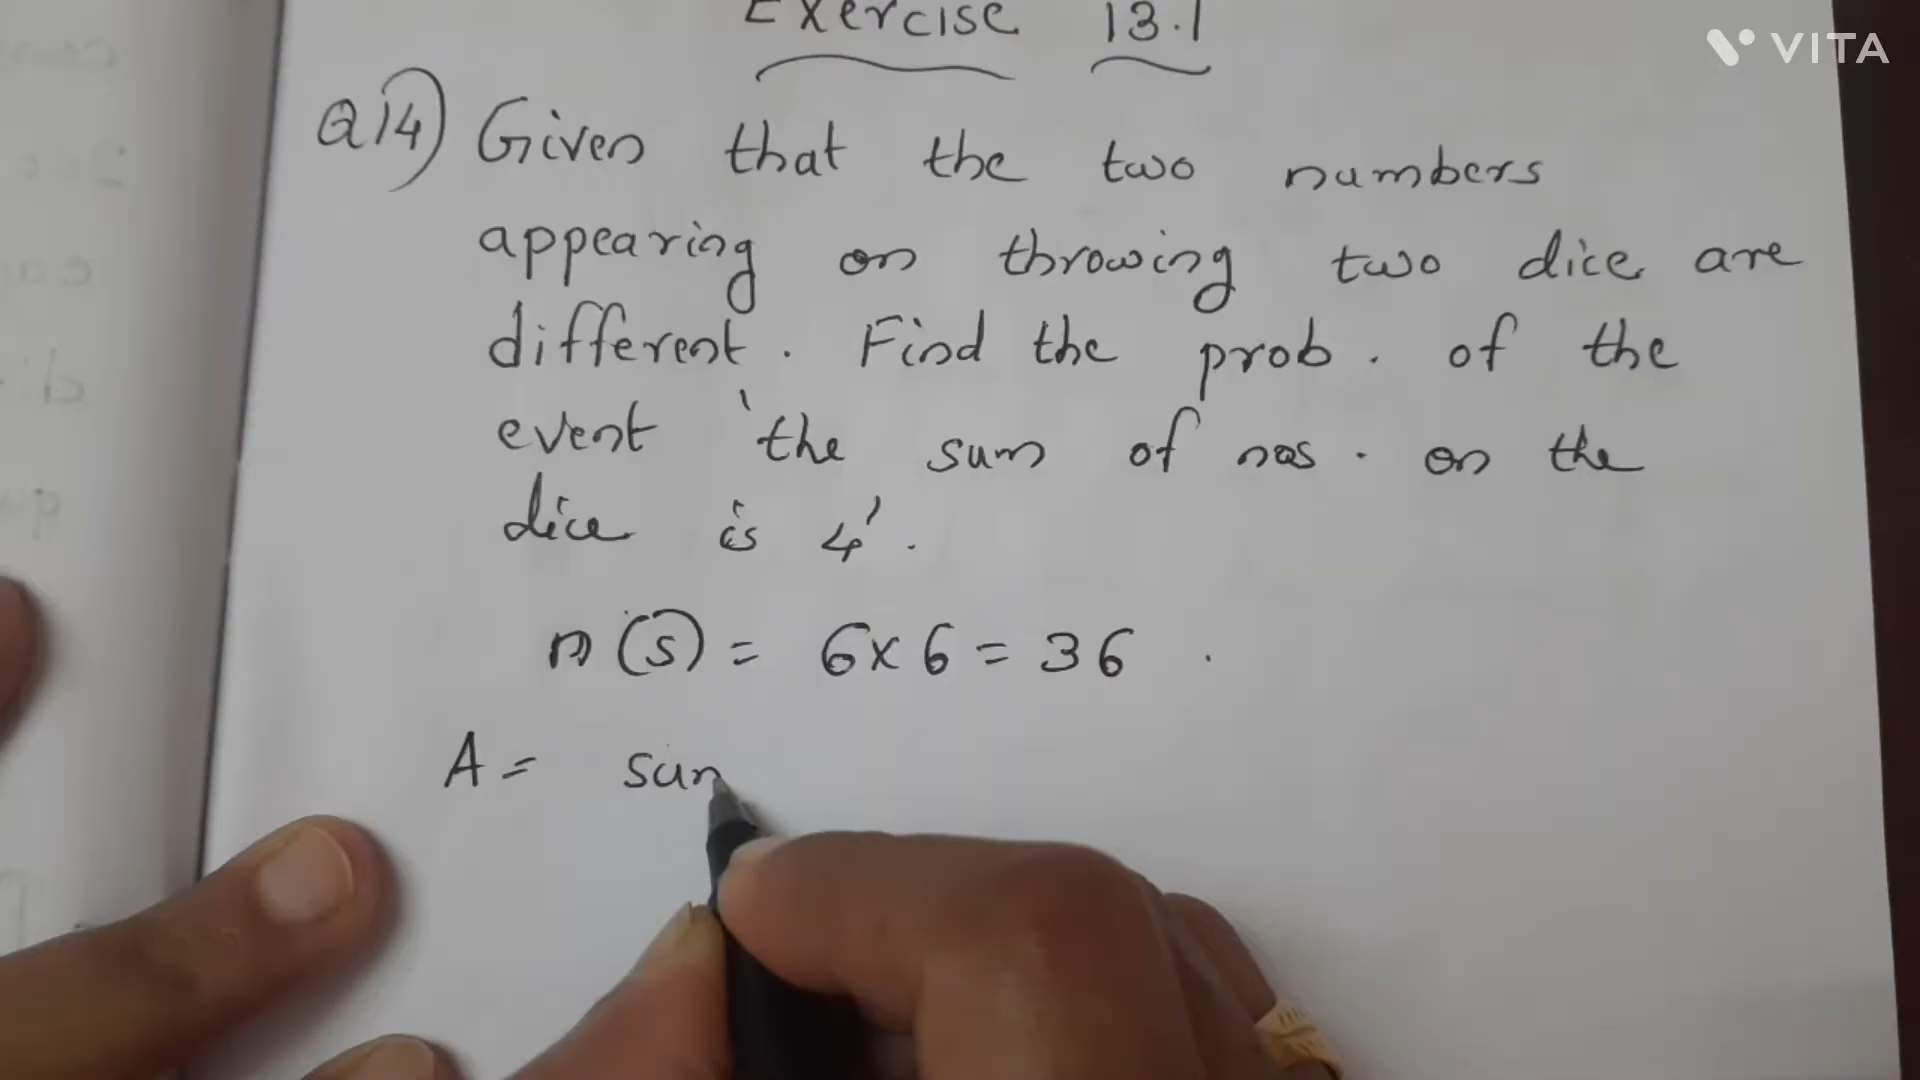 Exercise 13.1
VITA
Q14) Given that the two numbers
appearing on throwing two dice are
different. Find the prob. of the
event 'the sum of nos. on the
dice is 4'.
n(s) = 6x6 = 36.
A = sum